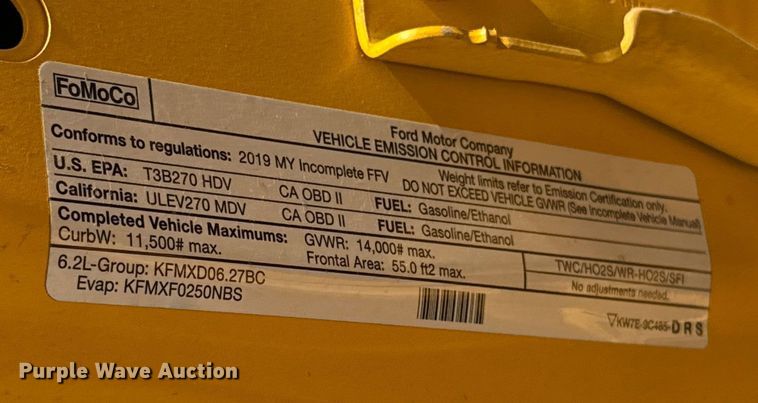 FoMoCo
Ford Motor Company
VEHICLE EMISSION CONTROL INFORMATION
Conforms to regulations: 2019 MY Incomplete FFV
Weight limits refer to Emission Certification only.
DO NOT EXCEED VEHICLE GVWR (See Incomplete Vehicle Manual)
U.S. EPA: T3B270 HDV CA OBD II FUEL: Gasoline/Ethanol
California: ULEV270 MDV CA OBD II FUEL: Gasoline/Ethanol
Completed Vehicle Maximums: GVWR: 14,000# max.
CurbW: 11,500# max. Frontal Area: 55.0 ft2 max.
TWC/HO2S/WR-HO2S/SFI
No adjustments needed.
6.2L-Group: KFMXD06.27BC
Evap: KFMXF0250NBS
KW7E-9C485-DRS
Purple Wave Auction